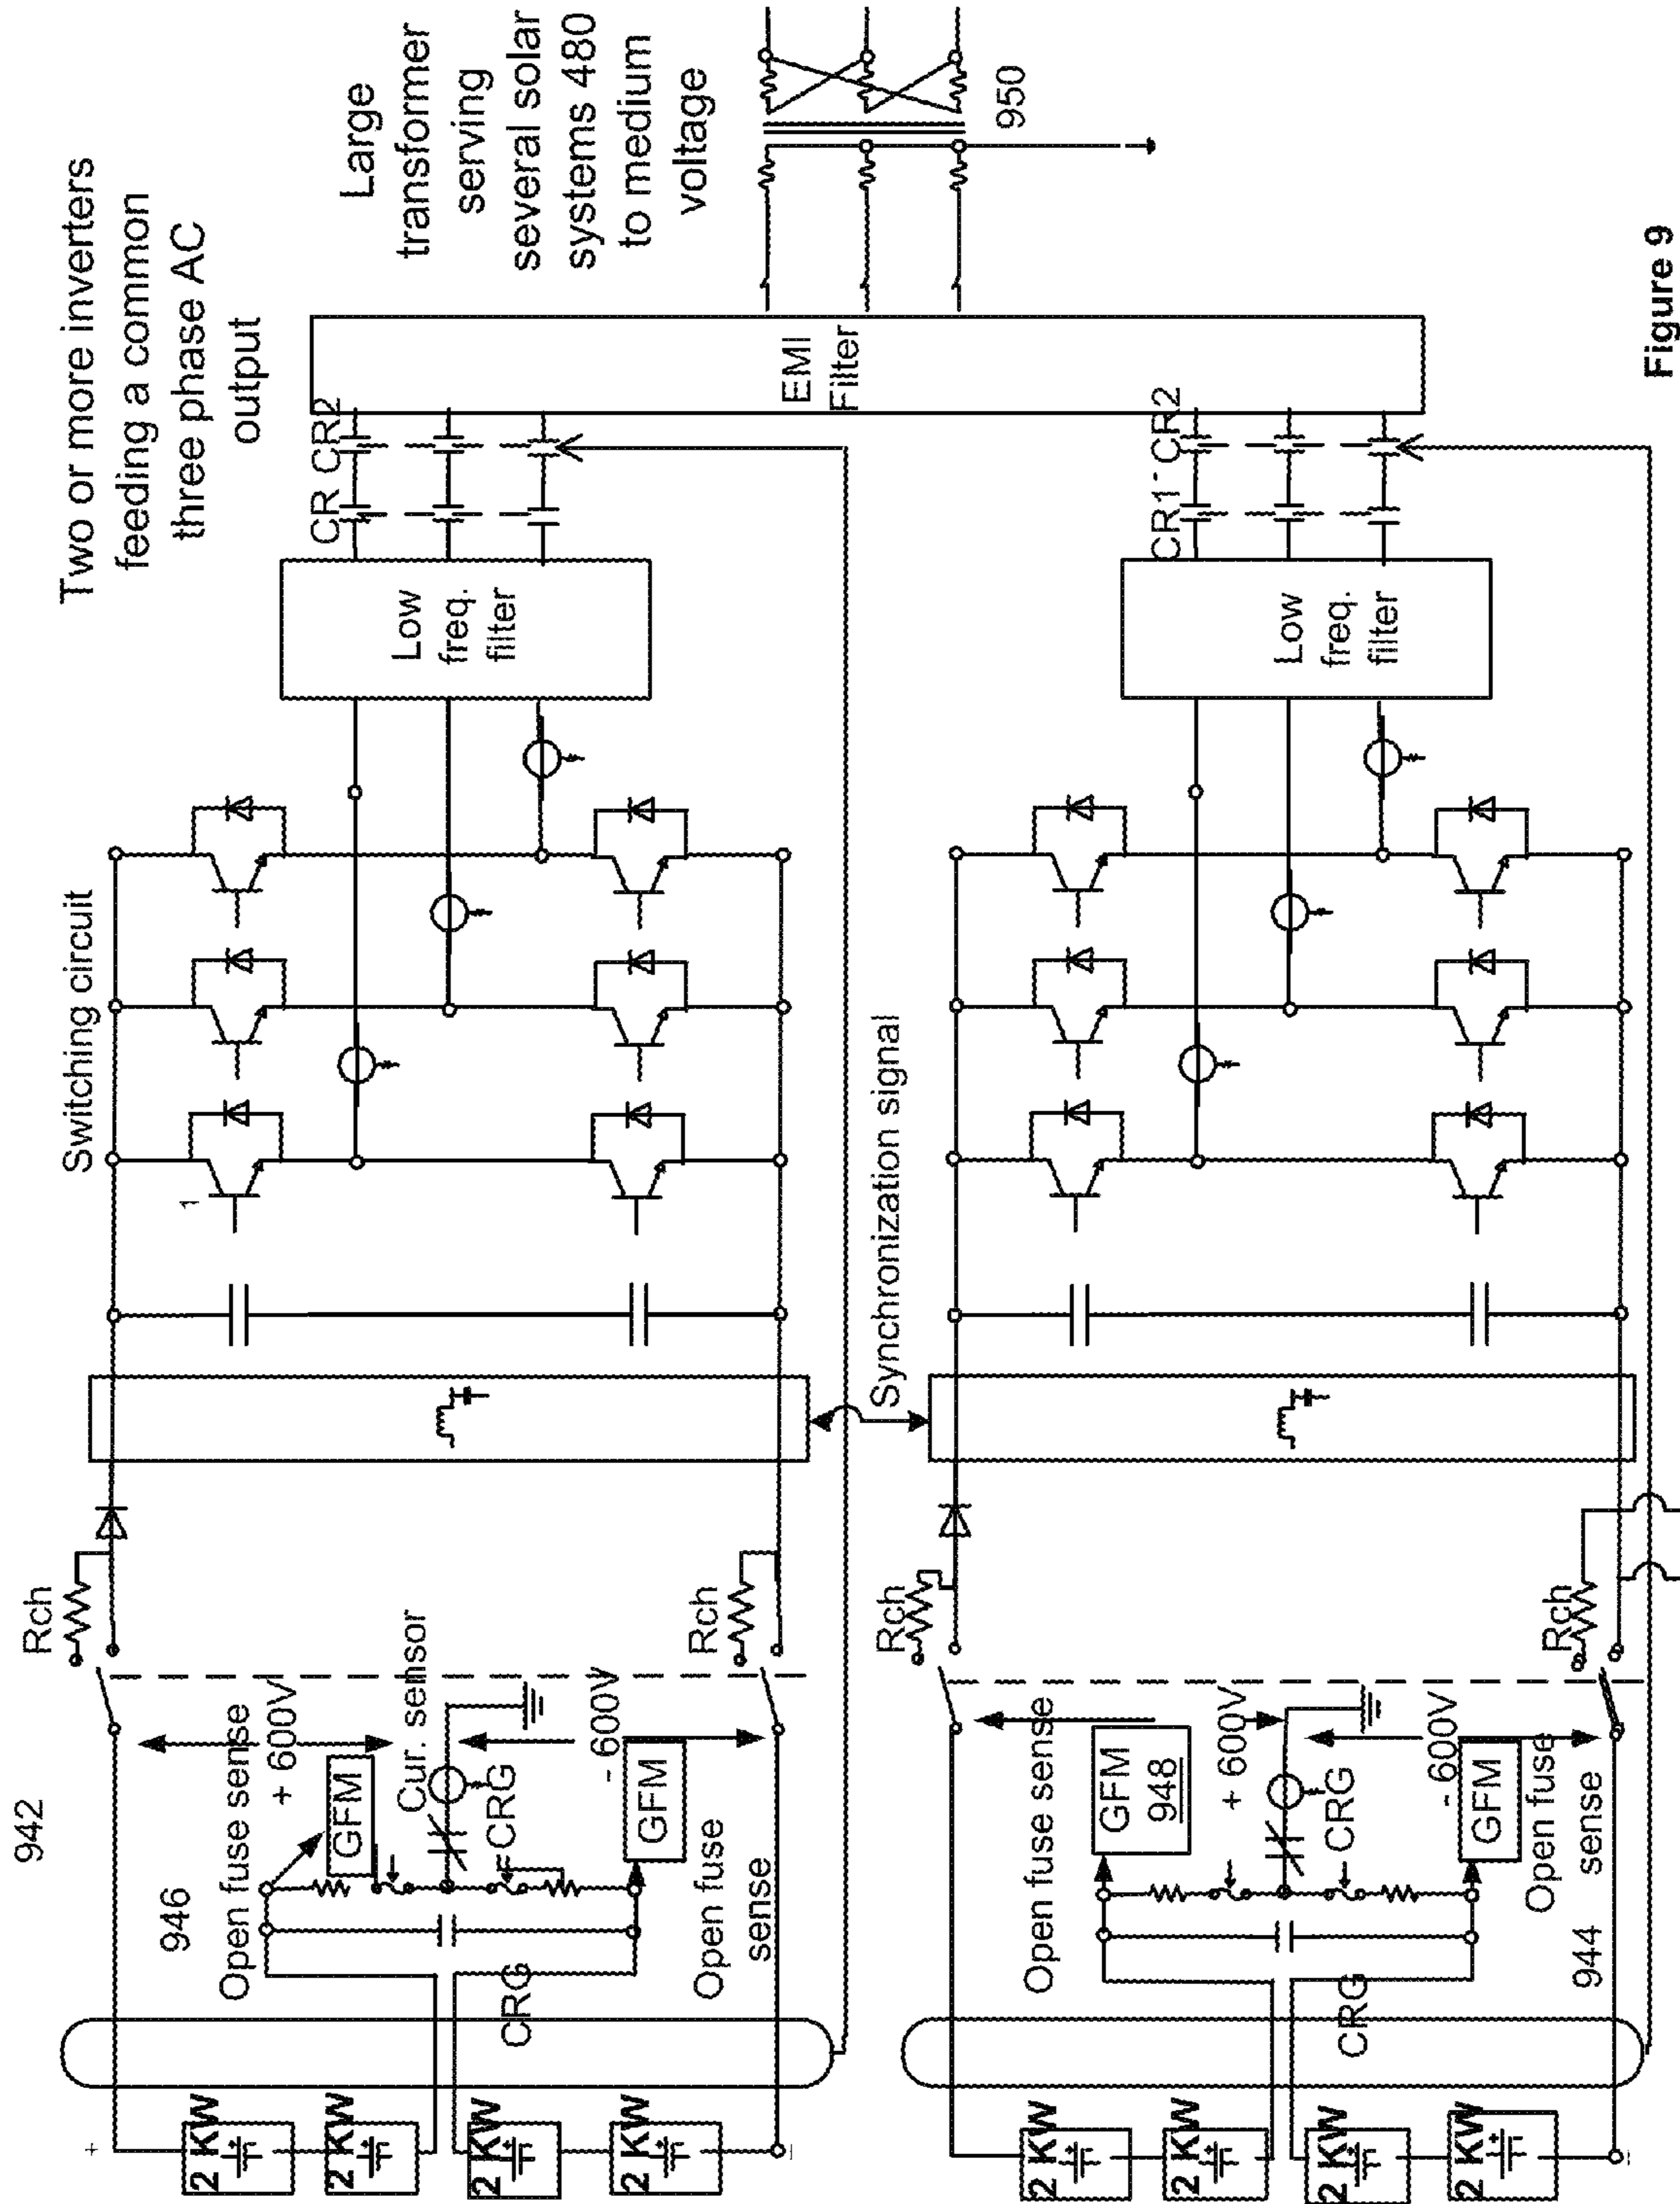 942
Two or more inverters
feeding a common
three phase AC
output
Large
transformer
serving
several solar
systems 480
to medium
voltage
Switching circuit
Rch
946
Open fuse sense
+ 600V
GFM
Cur. sensor
CRG
CRG
- 600V
GFM
Open fuse
sense
Rch
+
2 KW
2 KW
2 KW
2 KW
-
1
Low
freq.
filter
CR CR2
EMI
Filter
950
Synchronization signal
Rch
Open fuse sense
GFM
948
+ 600V
CRG
CRG
- 600V
GFM
Open fuse
sense
944
Rch
2 KW
2 KW
2 KW
2 KW
-
Low
freq.
filter
CR1 CR2
Figure 9